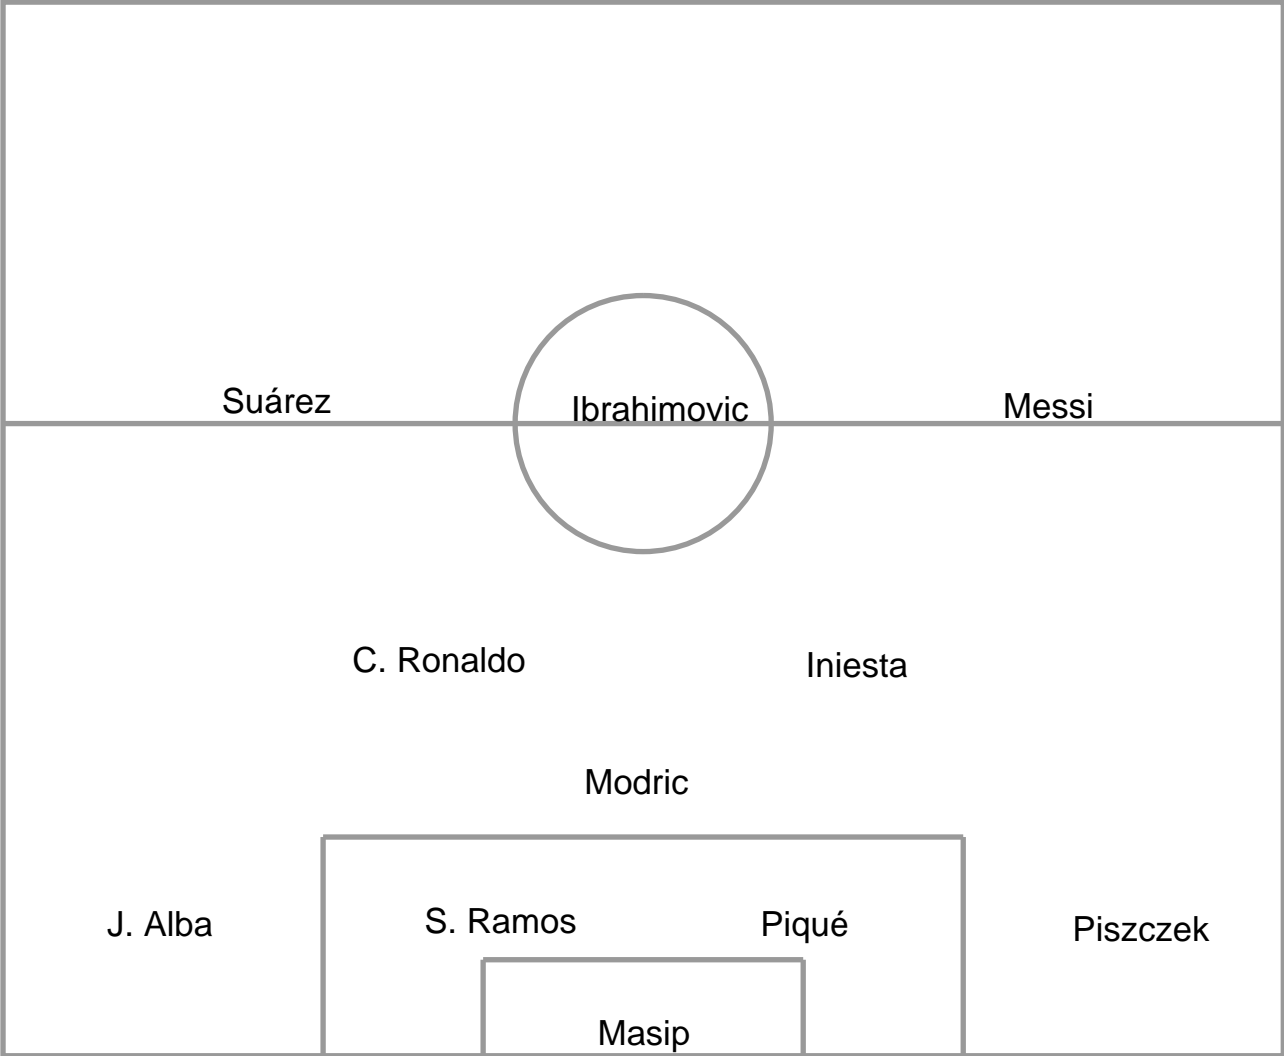 Suárez
Ibrahimovic
Messi
C. Ronaldo
Iniesta
Modric
J. Alba
S. Ramos
Piqué
Piszczek
Masip